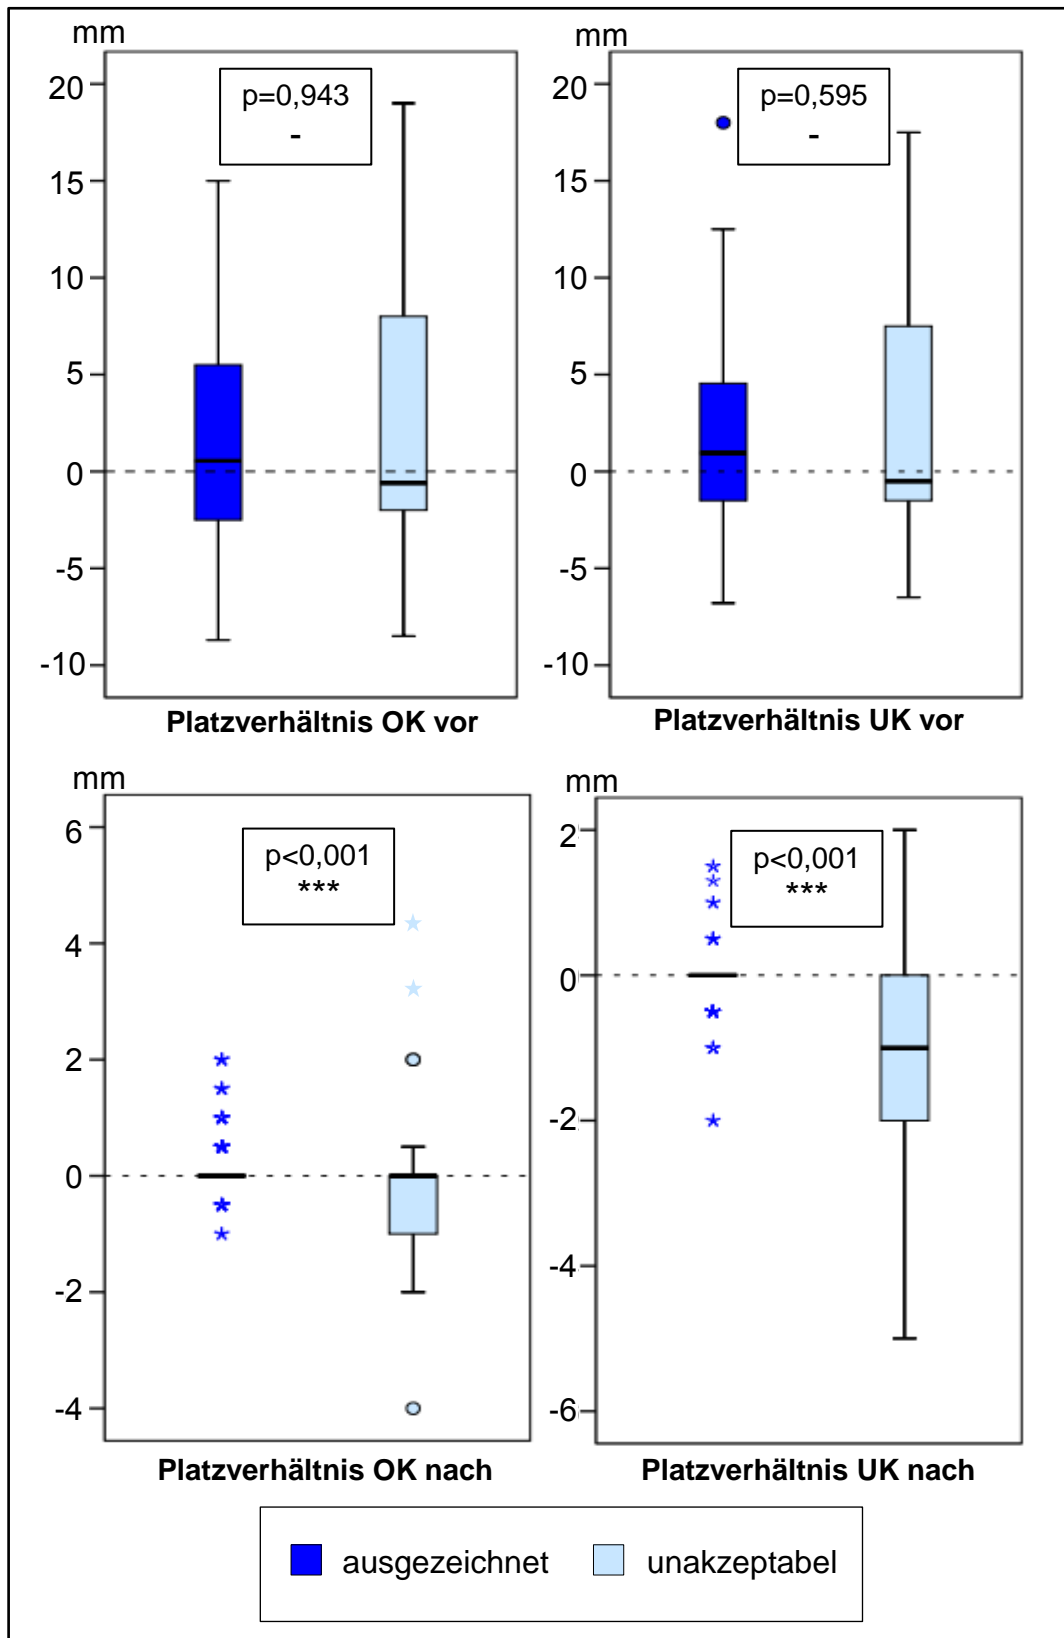 mm
20
15
10
5
0
-5
-10
p=0,943
-
Platzverhältnis OK vor
mm
20
15
10
5
0
-5
-10
p=0,595
-
Platzverhältnis UK vor
mm
6
4
2
0
-2
-4
p<0,001
***
Platzverhältnis OK nach
mm
2
0
-2
-4
-6
p<0,001
***
Platzverhältnis UK nach
ausgezeichnet
unakzeptabel